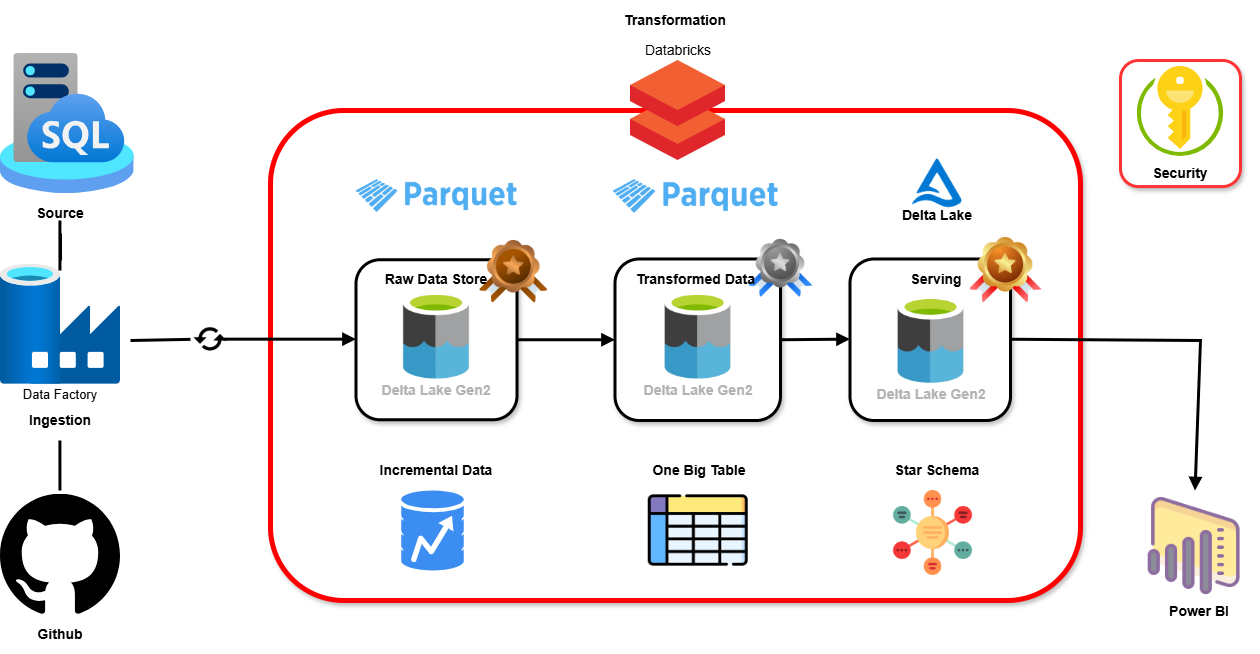 Transformation
Databricks
SQL
Source
Security
Parquet
Parquet
Delta Lake
Raw Data Store
Transformed Data
Serving
Delta Lake Gen2
Delta Lake Gen2
Delta Lake Gen2
Data Factory
Ingestion
Incremental Data
One Big Table
Star Schema
Github
Power BI